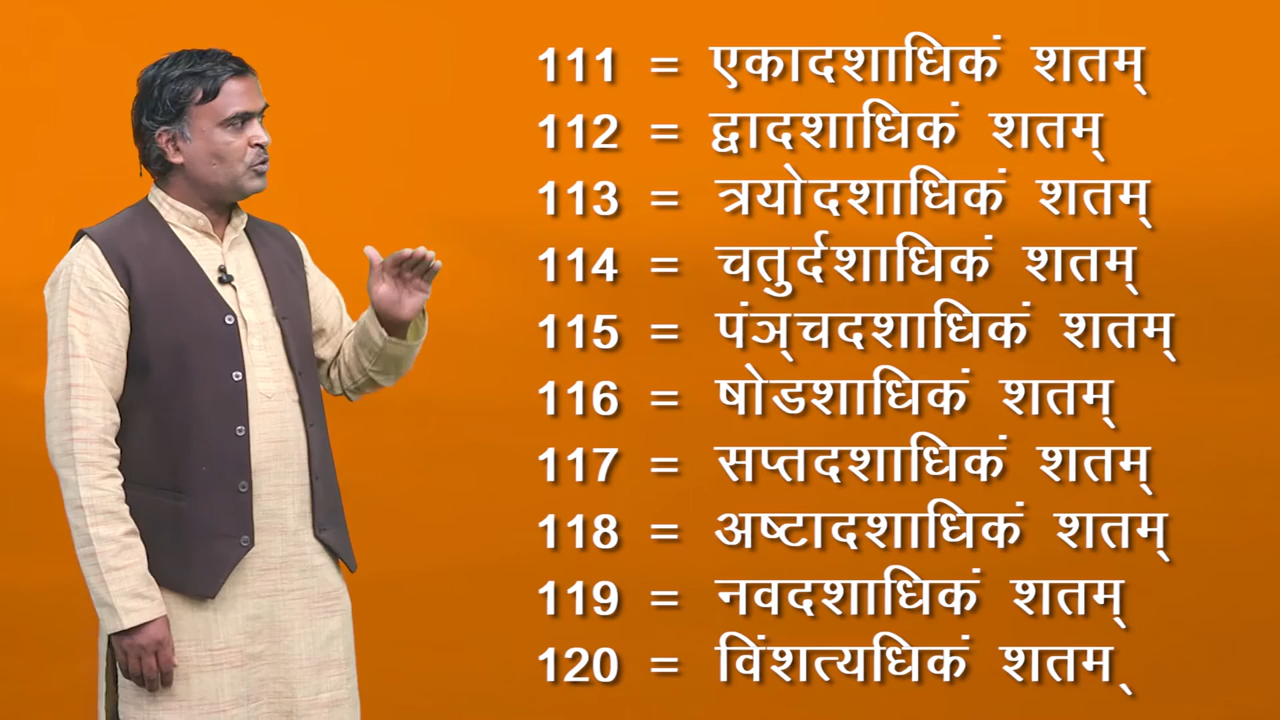 111 = एकादशाधिकं शतम्
112 = द्वादशाधिकं शतम्
113 = त्रयोदशाधिकं शतम्
114 = चतुर्दशाधिकं शतम्
115 = पंञ्चदशाधिकं शतम्
116 = षोडशाधिकं शतम्
117 = सप्तदशाधिकं शतम्
118 = अष्टादशाधिकं शतम्
119 = नवदशाधिकं शतम्
120 = विंशत्यधिकं शतम्